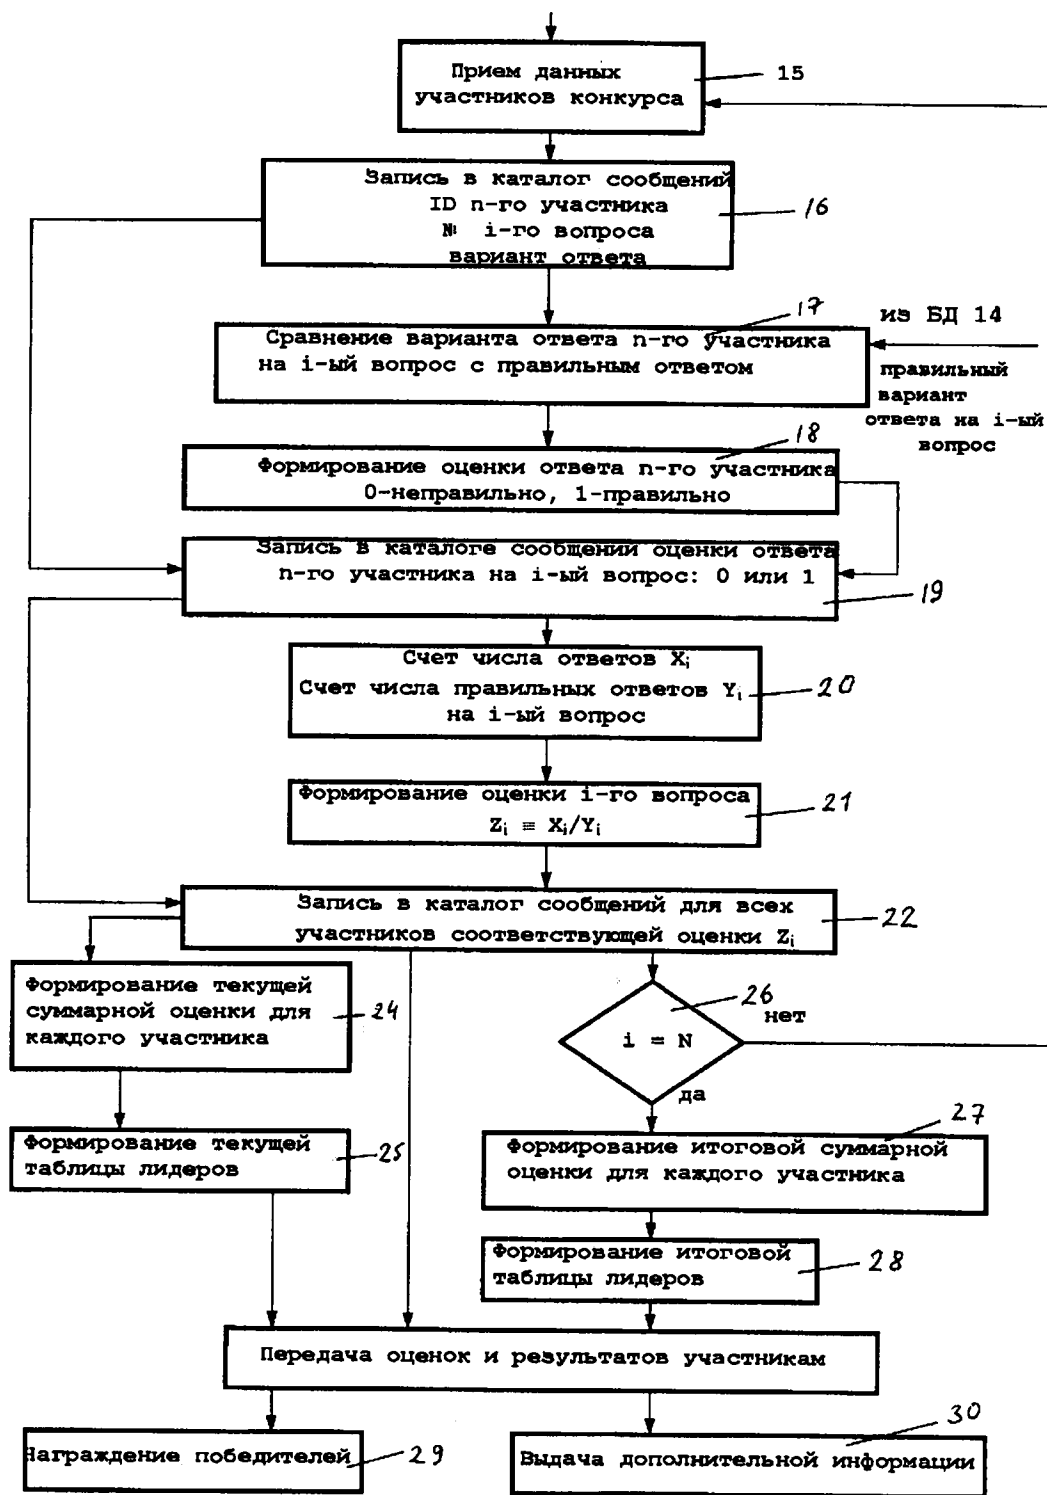 Прием данных
участников конкурса
15
Запись в каталог сообщений
ID n-го участника
№ i-го вопроса
вариант ответа
16
17
из БД 14
Сравнение варианта ответа n-го участника
на i-ый вопрос с правильным ответом
правильный
вариант
ответа на i-ый
вопрос
18
Формирование оценки ответа n-го участника
0-неправильно, 1-правильно
Запись в каталоге сообщении оценки ответа
n-го участника на i-ый вопрос: 0 или 1
19
Счет числа ответов Xi
Счет числа правильных ответов Yi
на i-ый вопрос
20
Формирование оценки i-го вопроса
Zi = Xi/Yi
21
Запись в каталог сообщений для всех
участников соответствующей оценки Zi
22
Формирование текущей
суммарной оценки для
каждого участника
24
26
нет
i = N
да
Формирование текущей
таблицы лидеров
25
27
Формирование итоговой суммарной
оценки для каждого участника
Формирование итоговой
таблицы лидеров
28
Передача оценок и результатов участникам
Награждение победителей
29
30
Выдача дополнительной информации